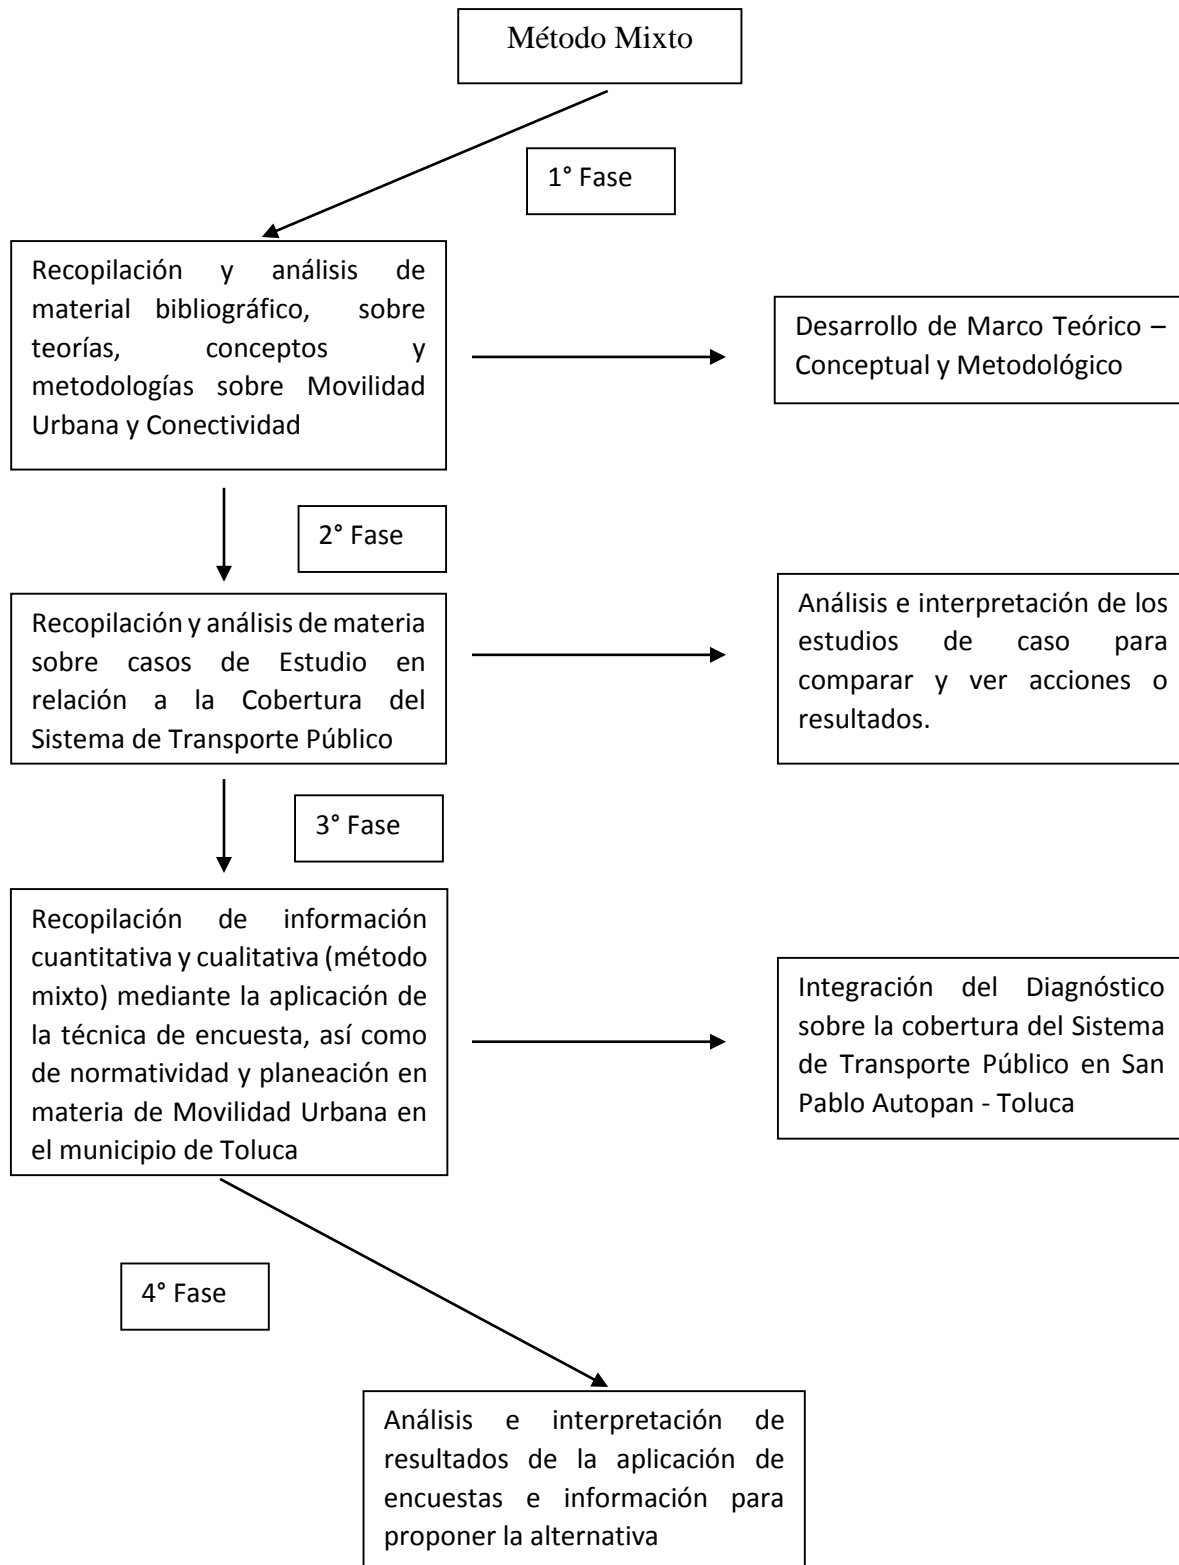 Método Mixto
1° Fase
Recopilación y análisis de
material bibliográfico, sobre
teorías, conceptos y
metodologías sobre Movilidad
Urbana y Conectividad
Desarrollo de Marco Teórico –
Conceptual y Metodológico
2° Fase
Recopilación y análisis de materia
sobre casos de Estudio en
relación a la Cobertura del
Sistema de Transporte Público
Análisis e interpretación de los
estudios de caso para
comparar y ver acciones o
resultados.
3° Fase
Recopilación de información
cuantitativa y cualitativa (método
mixto) mediante la aplicación de
la técnica de encuesta, así como
de normatividad y planeación en
materia de Movilidad Urbana en
el municipio de Toluca
Integración del Diagnóstico
sobre la cobertura del Sistema
de Transporte Público en San
Pablo Autopan - Toluca
4° Fase
Análisis e interpretación de
resultados de la aplicación de
encuestas e información para
proponer la alternativa